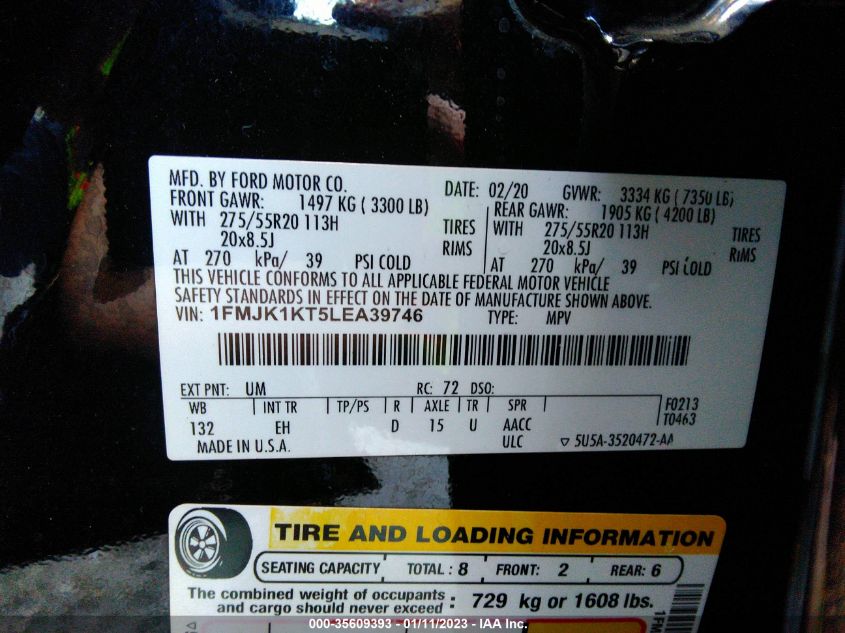 MFD. BY FORD MOTOR CO. DATE: 02/20 GVWR: 3334 KG ( 7350 LB)
FRONT GAWR: 1497 KG ( 3300 LB) REAR GAWR: 1905 KG ( 4200 LB)
WITH 275/55R20 113H TIRES WITH 275/55R20 113H TIRES
20x8.5J RIMS 20x8.5J RIMS
AT 270 kPa/ 39 PSI COLD AT 270 kPa/ 39 PSI COLD
THIS VEHICLE CONFORMS TO ALL APPLICABLE FEDERAL MOTOR VEHICLE
SAFETY STANDARDS IN EFFECT ON THE DATE OF MANUFACTURE SHOWN ABOVE.
VIN: 1FMJK1KT5LEA39746 TYPE: MPV
EXT PNT: UM RC: 72 DSO:
WB INT TR TP/PS R AXLE TR SPR F0213
132 EH D 15 U AACC T0463
MADE IN U.S.A. ULC 5U5A-3520472-AA
TIRE AND LOADING INFORMATION
SEATING CAPACITY TOTAL: 8 FRONT: 2 REAR: 6
The combined weight of occupants
and cargo should never exceed : 729 kg or 1608 lbs.
1FM
000-35609393 - 01/11/2023 - IAA Inc.